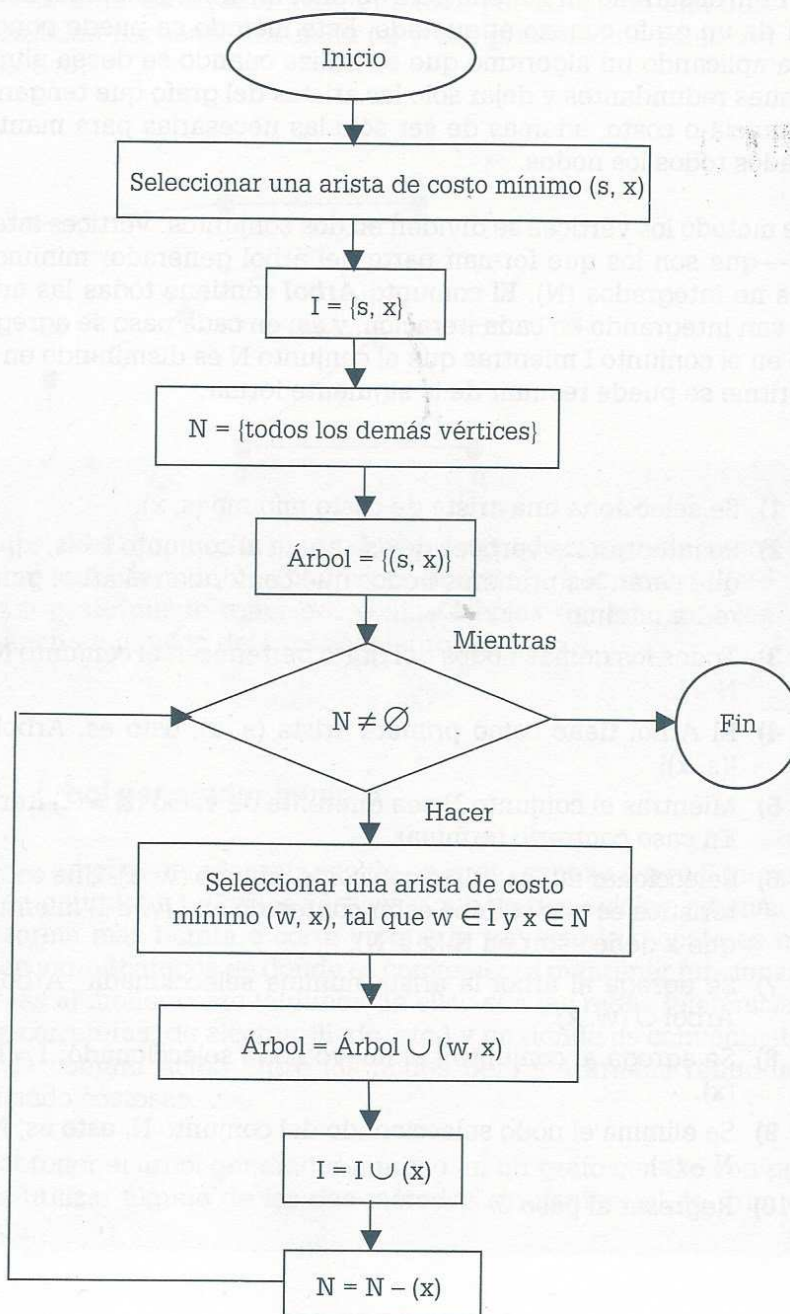 Inicio
Seleccionar una arista de costo mínimo (s, x)
I = {s, x}
N = {todos los demás vértices}
Árbol = {(s, x)}
Mientras
N ≠ ∅
Fin
Hacer
Seleccionar una arista de costo
mínimo (w, x), tal que w ∈ I y x ∈ N
Árbol = Árbol ∪ (w, x)
I = I ∪ (x)
N = N – (x)